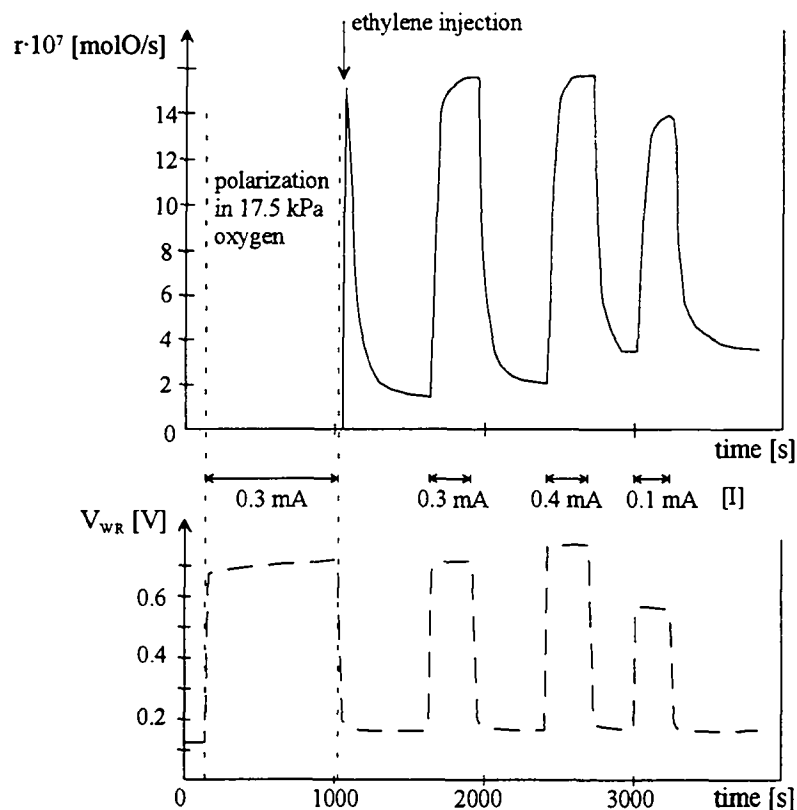 ethylene injection
r·10⁷ [molO/s]
14
12
10
8
6
4
2
0
polarization
in 17.5 kPa
oxygen
time [s]
0.3 mA
0.3 mA
0.4 mA
0.1 mA
[I]
V_WR [V]
0.6
0.4
0.2
0
1000
2000
3000
time [s]